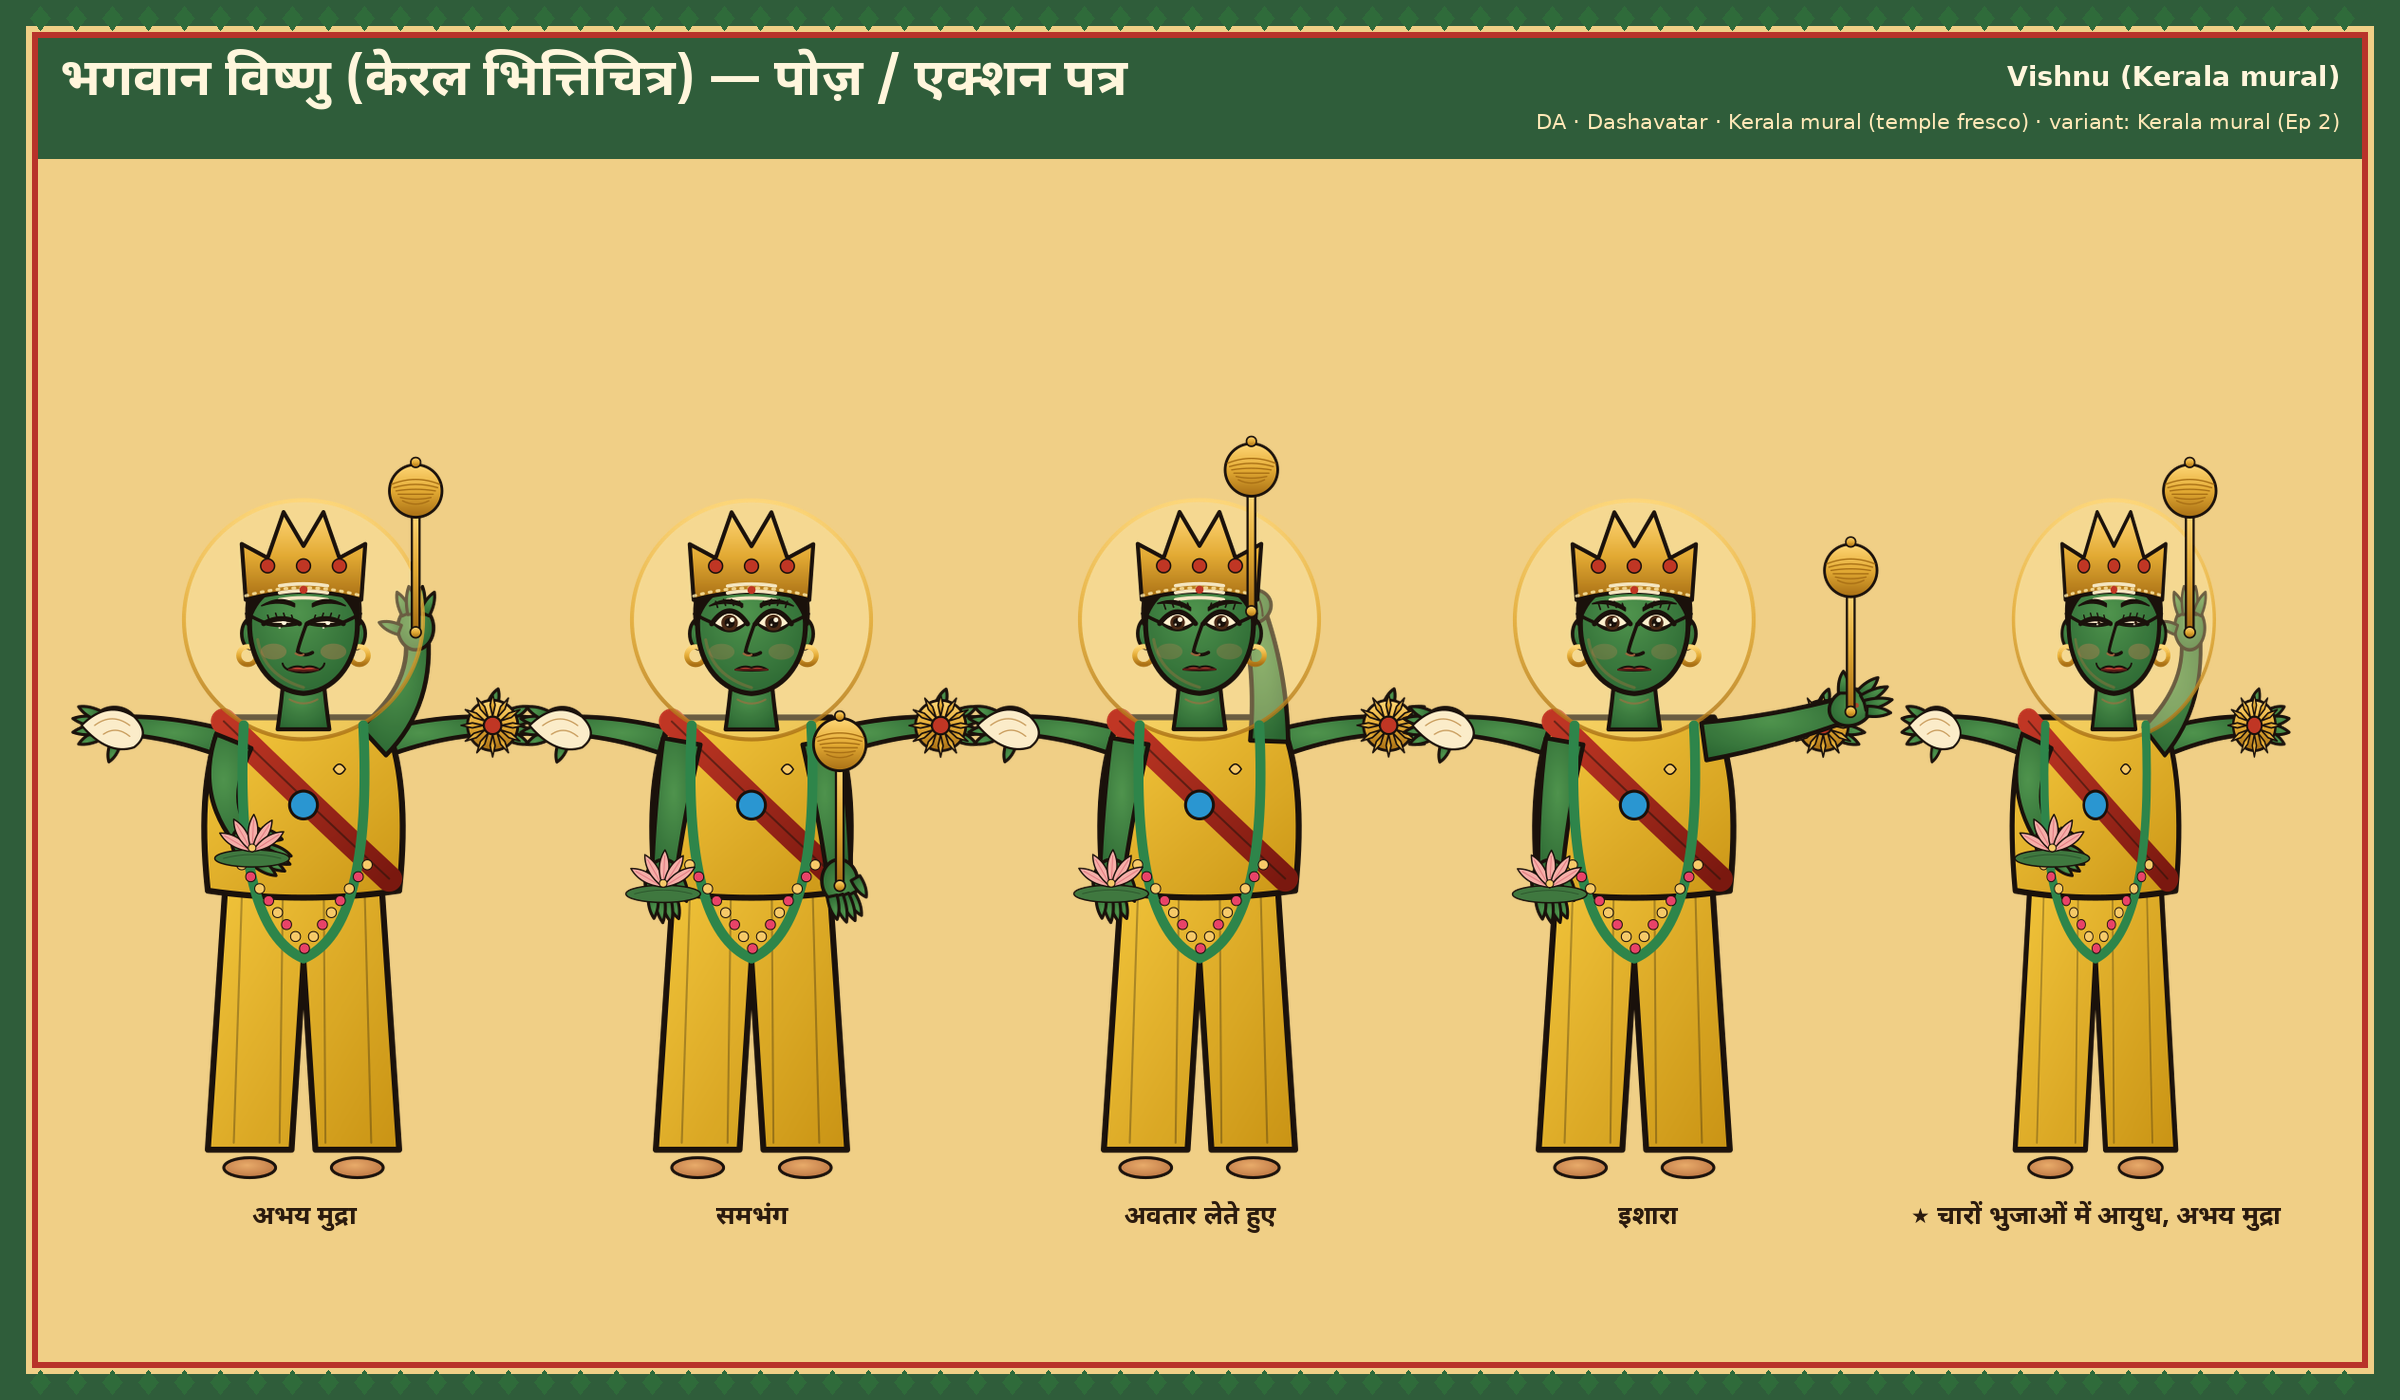 भगवान विष्णु (केरल भित्तिचित्र) — पोज़ / एक्शन पत्र
Vishnu (Kerala mural)
DA · Dashavatar · Kerala mural (temple fresco) · variant: Kerala mural (Ep 2)
अभय मुद्रा
समभंग
अवतार लेते हुए
इशारा
★ चारों भुजाओं में आयुध, अभय मुद्रा